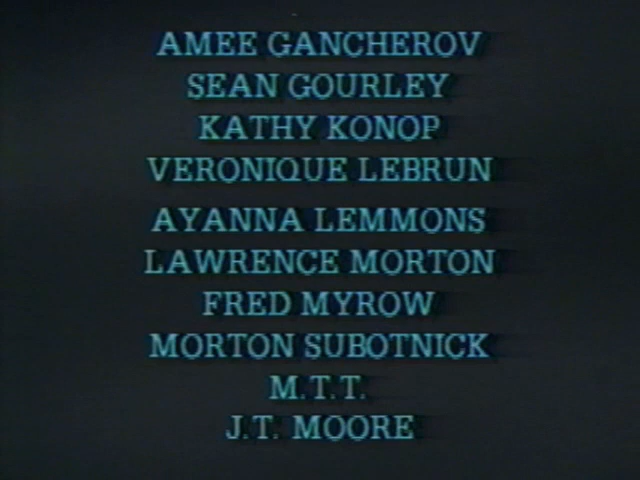 AMEE GANCHEROV
SEAN GOURLEY
KATHY KONOP
VERONIQUE LEBRUN
AYANNA LEMMONS
LAWRENCE MORTON
FRED MYROW
MORTON SUBOTNICK
M.T.T.
J.T. MOORE